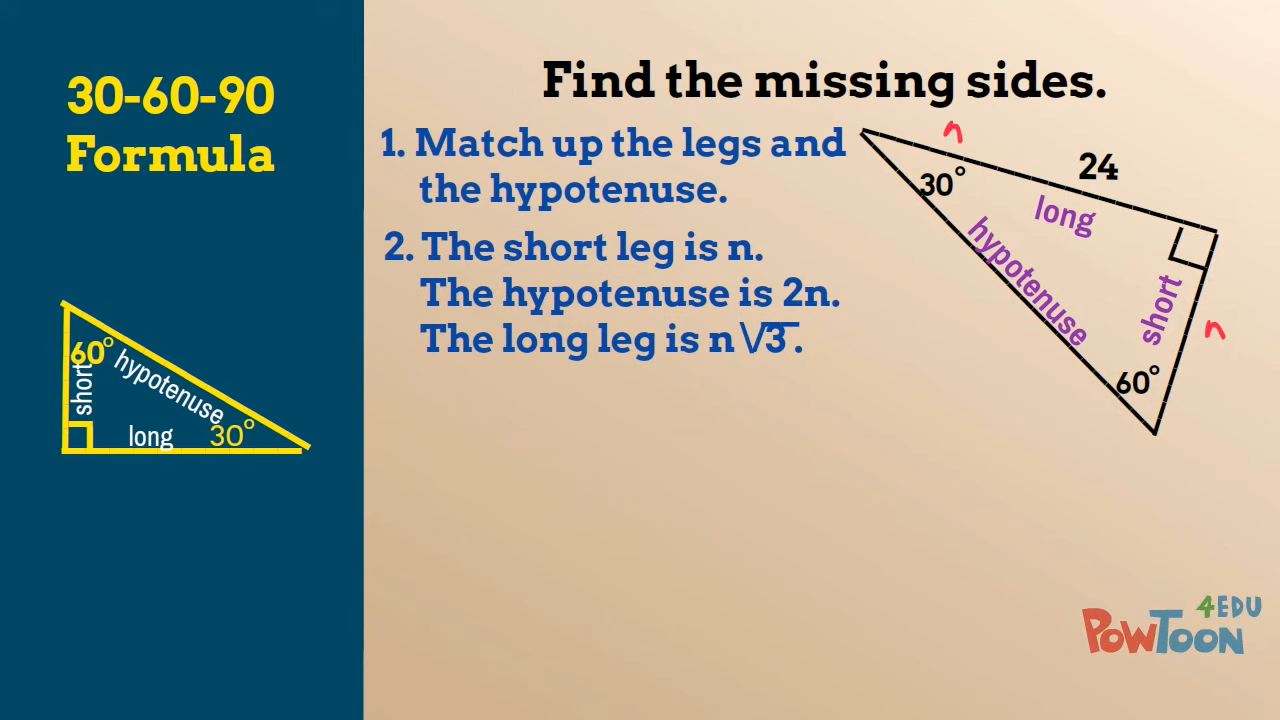 30-60-90
Formula
60°
short
hypotenuse
long
30°
Find the missing sides.
1. Match up the legs and
the hypotenuse.
2. The short leg is n.
The hypotenuse is 2n.
The long leg is n√3.
n
24
30°
long
hypotenuse
short
n
60°
4EDU
POWTOON